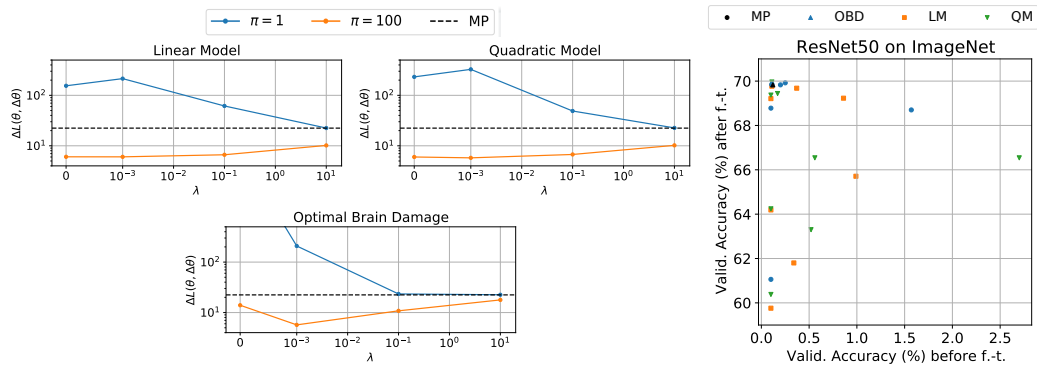 π = 1 π = 100 MP
Linear Model
ΔL(θ, Δθ)
10²
10¹
0 10⁻³ 10⁻² 10⁻¹ 10⁰ 10¹
λ
Quadratic Model
ΔL(θ, Δθ)
10²
10¹
0 10⁻³ 10⁻² 10⁻¹ 10⁰ 10¹
λ
Optimal Brain Damage
ΔL(θ, Δθ)
10²
10¹
0 10⁻³ 10⁻² 10⁻¹ 10⁰ 10¹
λ
MP OBD LM QM
ResNet50 on ImageNet
Valid. Accuracy (%) after f.-t.
70
68
66
64
62
60
0.0 0.5 1.0 1.5 2.0 2.5
Valid. Accuracy (%) before f.-t.